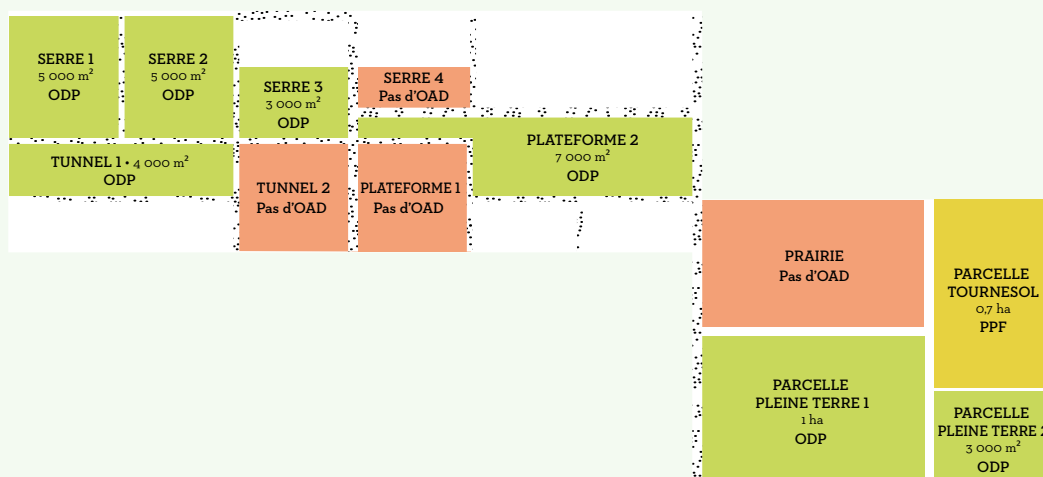 SERRE 1
5 000 m²
ODP
SERRE 2
5 000 m²
ODP
SERRE 3
3 000 m²
ODP
SERRE 4
Pas d'OAD
PLATEFORME 2
7 000 m²
ODP
TUNNEL 1 • 4 000 m²
ODP
TUNNEL 2
Pas d'OAD
PLATEFORME 1
Pas d'OAD
PRAIRIE
Pas d'OAD
PARCELLE
TOURNESOL
0,7 ha
PPF
PARCELLE
PLEINE TERRE 1
1 ha
ODP
PARCELLE
PLEINE TERRE 2
3 000 m²
ODP